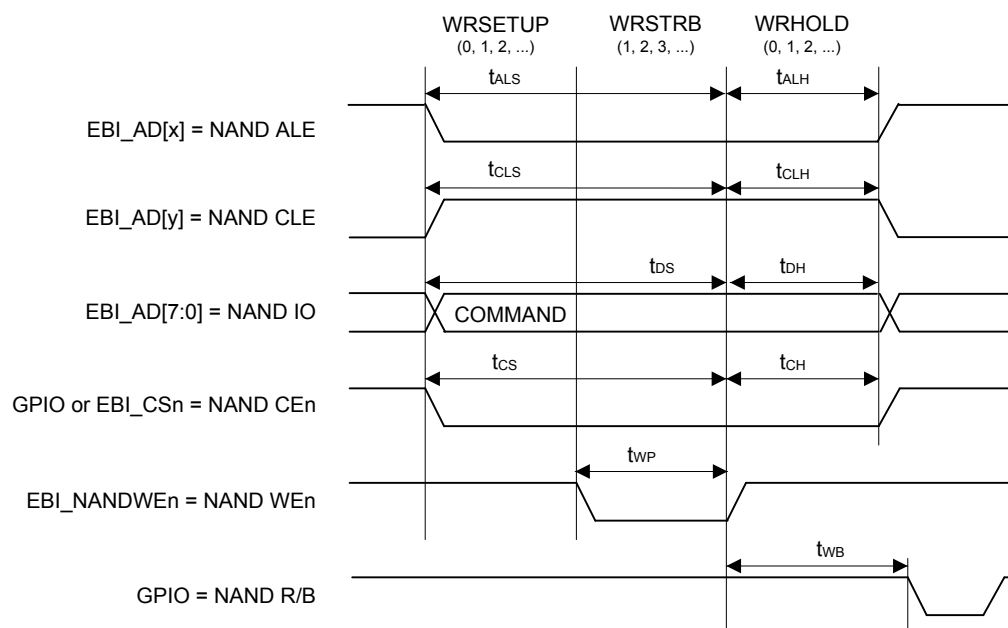 WRSETUP WRSTRB WRHOLD
(0, 1, 2, ...) (1, 2, 3, ...) (0, 1, 2, ...)
tALS tALH
EBI_AD[x] = NAND ALE
tCLS tCLH
EBI_AD[y] = NAND CLE
tDS tDH
EBI_AD[7:0] = NAND IO COMMAND
tCS tCH
GPIO or EBI_CSn = NAND CEn
tWP
EBI_NANDWEn = NAND WEn
tWB
GPIO = NAND R/B